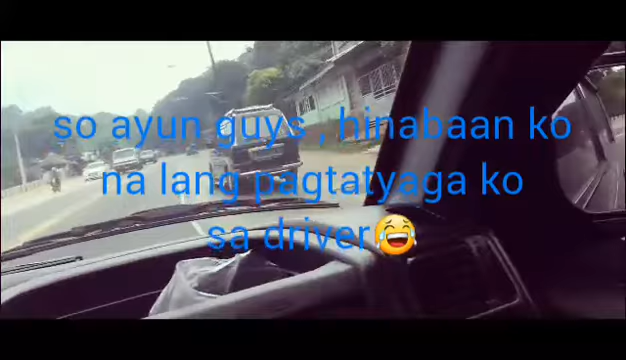 so ayun guys , hinabaan ko
na lang pagtatyaga ko
sa driver😂